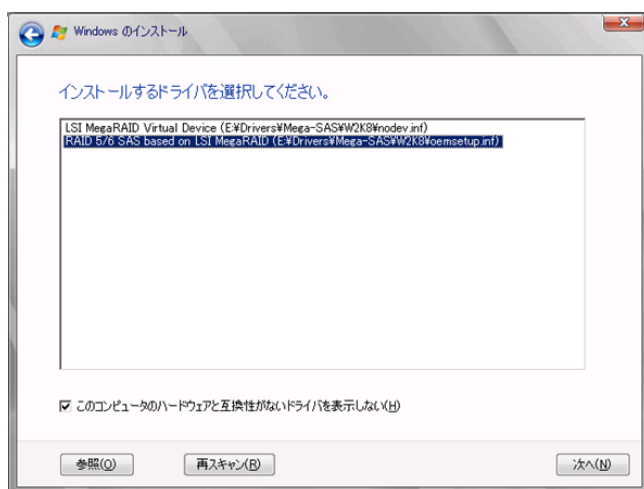 Windows のインストール
インストールするドライバを選択してください。
LSI MegaRAID Virtual Device (E:¥Drivers¥Mega-SAS¥W2K8¥nodev.inf)
RAID 5/6 SAS based on LSI MegaRAID (E:¥Drivers¥Mega-SAS¥W2K8¥oemsetup.inf)
このコンピュータのハードウェアと互換性がないドライバを表示しない(H)
参照(O)
再スキャン(R)
次へ(N)